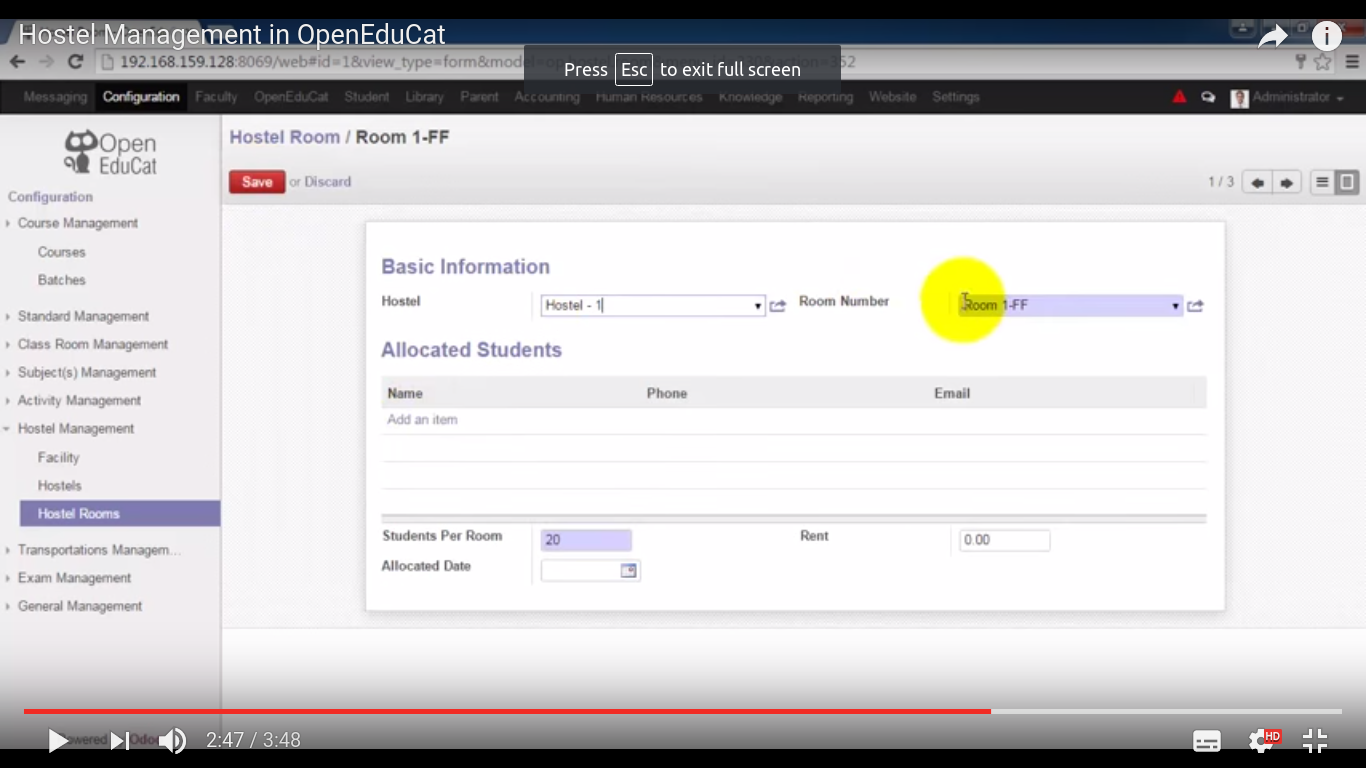 Hostel Management in OpenEduCat
192.168.159.128:8069/web#id=1&view_type=form&mode
Press Esc to exit full screen
Messaging Configuration Faculty OpenEduCat Student Library Parent Accounting Human Resources Knowledge Reporting Website Settings Administrator
Open
EduCat
Hostel Room / Room 1-FF
Save or Discard
1 / 3
Configuration
Course Management
Courses
Batches
Standard Management
Class Room Management
Subject(s) Management
Activity Management
Hostel Management
Facility
Hostels
Hostel Rooms
Transportations Managem...
Exam Management
General Management
Basic Information
Hostel Hostel - 1 Room Number Room 1-FF
Allocated Students
Name Phone Email
Add an item
Students Per Room 20 Rent 0.00
Allocated Date
2:47 / 3:48
HD